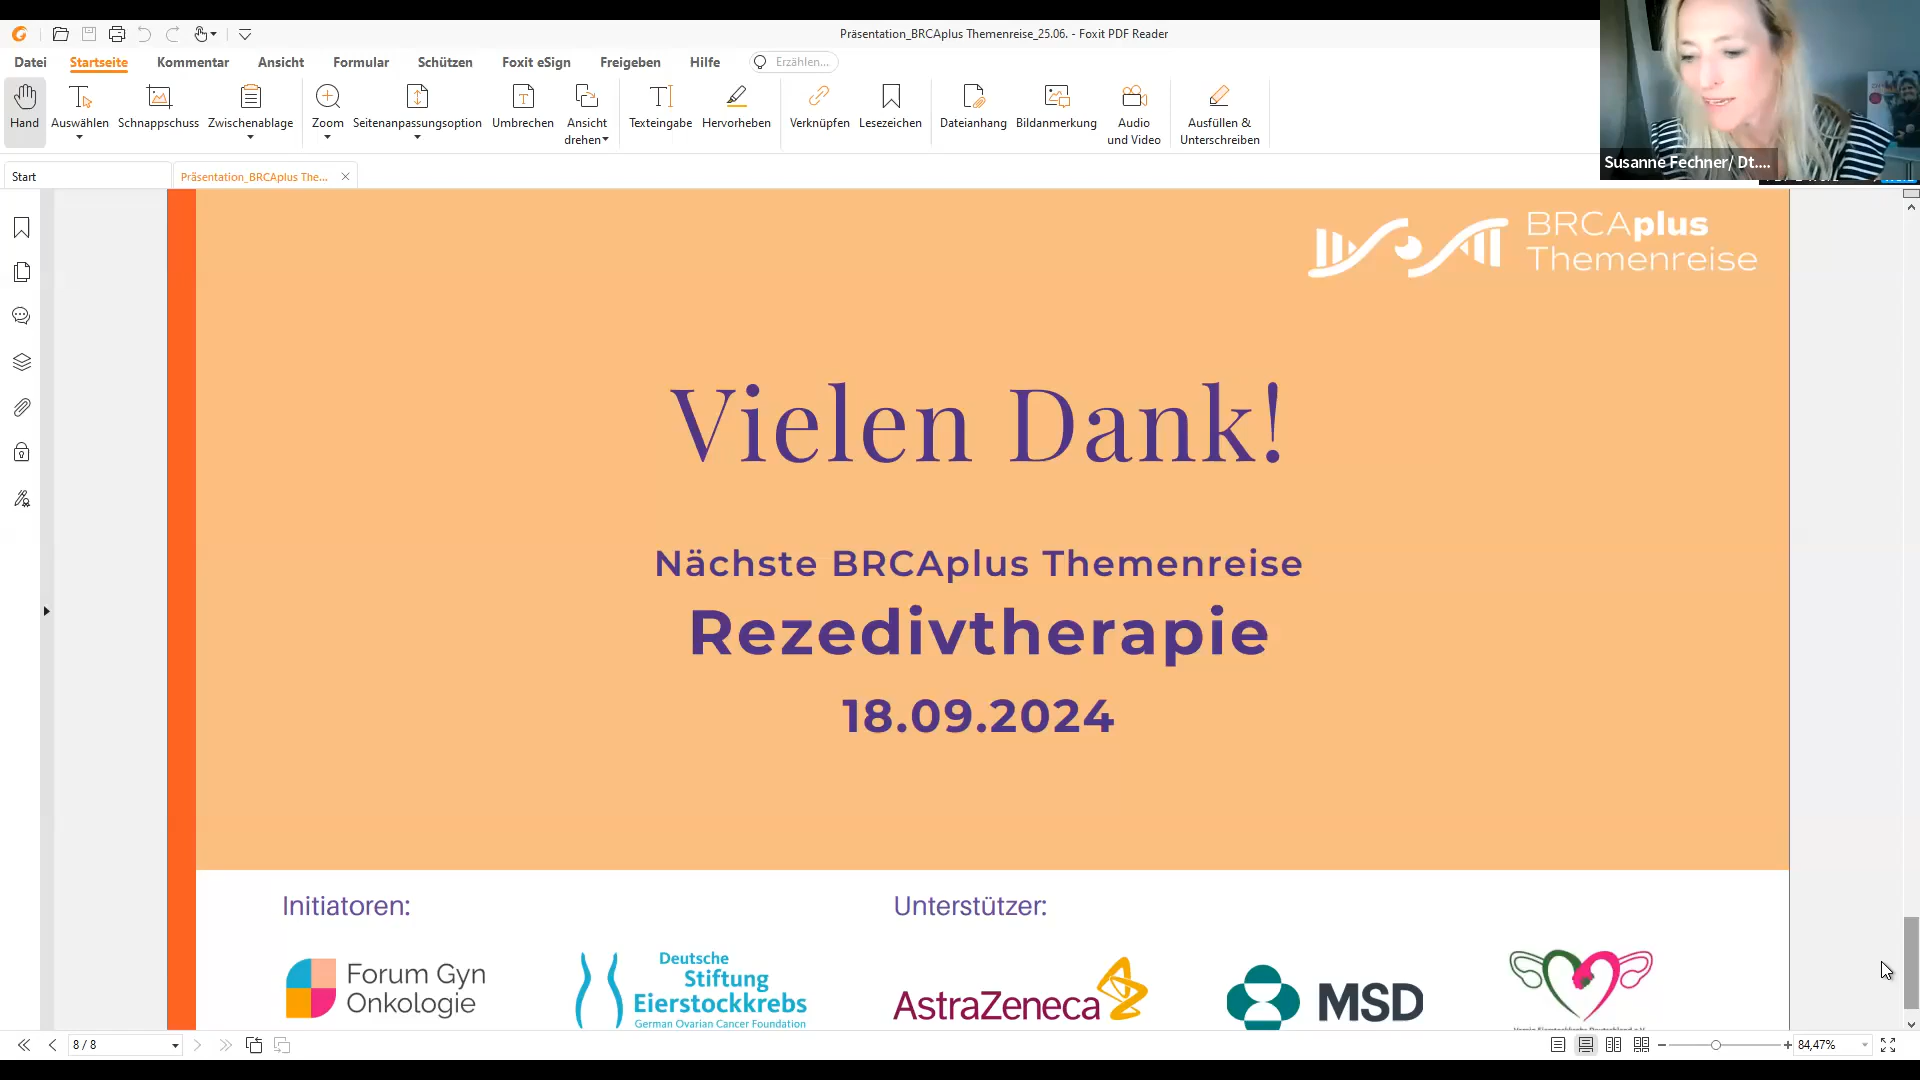 Präsentation_BRCAplus Themenreise_25.06. - Foxit PDF Reader
Datei Startseite Kommentar Ansicht Formular Schützen Foxit eSign Freigeben Hilfe Erzählen...
Hand Auswählen Schnappschuss Zwischenablage Zoom Seitenanpassungsoption Umbrechen Ansicht drehen Texteingabe Hervorheben Verknüpfen Lesezeichen Dateianhang Bildanmerkung Audio und Video Ausfüllen & Unterschreiben
Susanne Fechner/ Dt....
Start
Präsentation_BRCAplus The...
BRCAplus
Themenreise
Vielen Dank!
Nächste BRCAplus Themenreise
Rezedivtherapie
18.09.2024
Initiatoren:
Unterstützer:
Forum Gyn
Onkologie
Deutsche
Stiftung
Eierstockkrebs
German Ovarian Cancer Foundation
AstraZeneca
MSD
8 / 8
84,47%